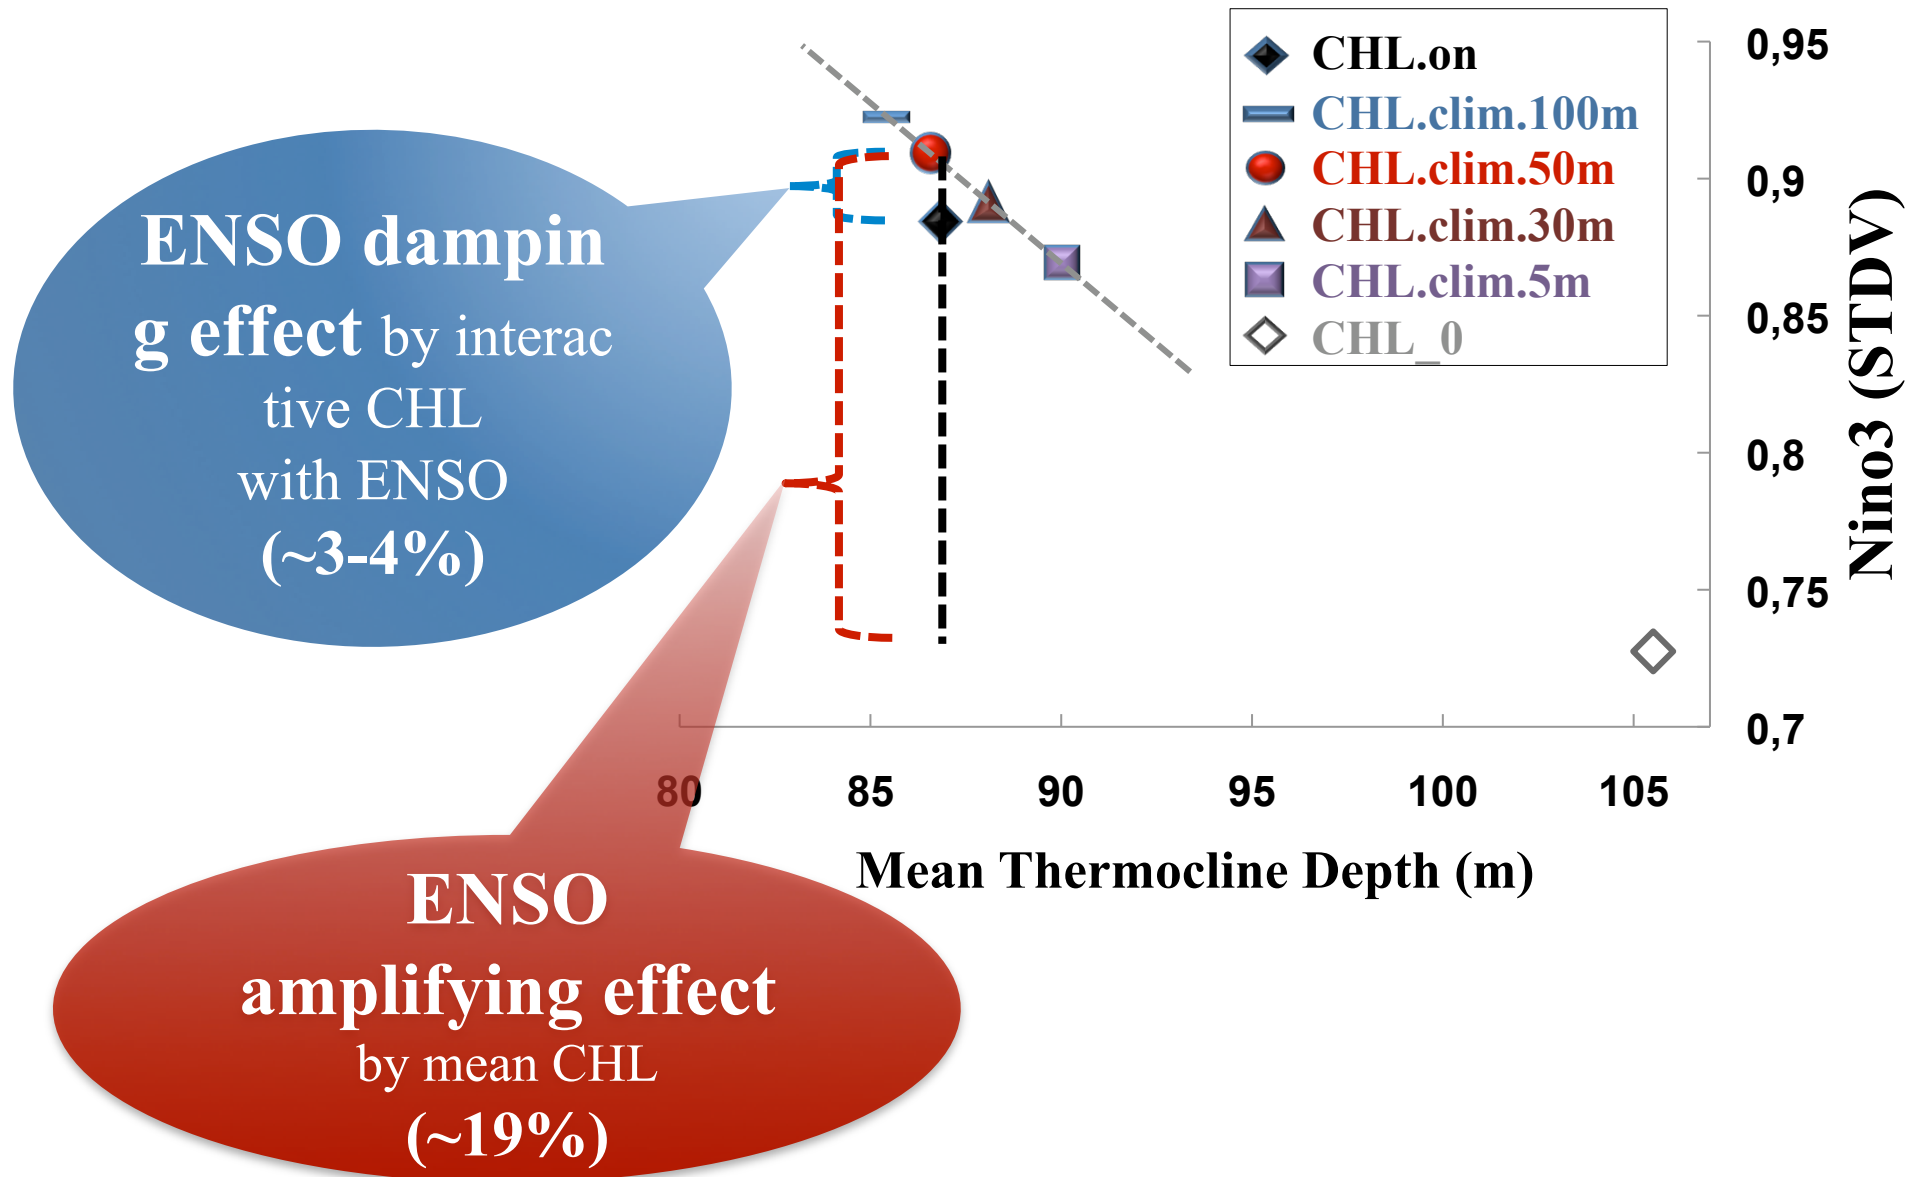 CHL.on
CHL.clim.100m
CHL.clim.50m
CHL.clim.30m
CHL.clim.5m
CHL_0
0,95
0,9
0,85
0,8
0,75
0,7
Nino3 (STDV)
ENSO dampin
g effect by interac
tive CHL
with ENSO
(~3-4%)
80
85
90
95
100
105
Mean Thermocline Depth (m)
ENSO
amplifying effect
by mean CHL
(~19%)